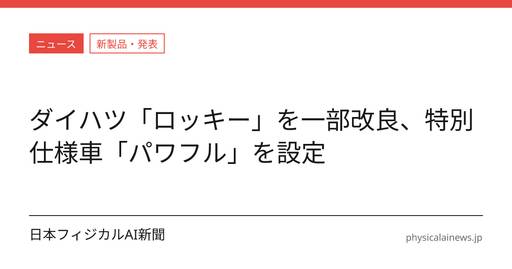 ニュース
新製品・発表
ダイハツ「ロッキー」を一部改良、特別
仕様車「パワフル」を設定
日本フィジカルAI新聞
physicalainews.jp